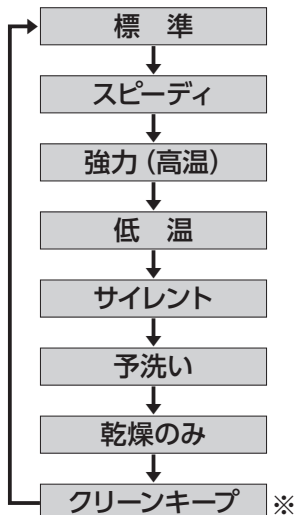 標　準
スピーディ
強力（高温）
低　温
サイレント
予洗い
乾燥のみ
クリーンキープ ※